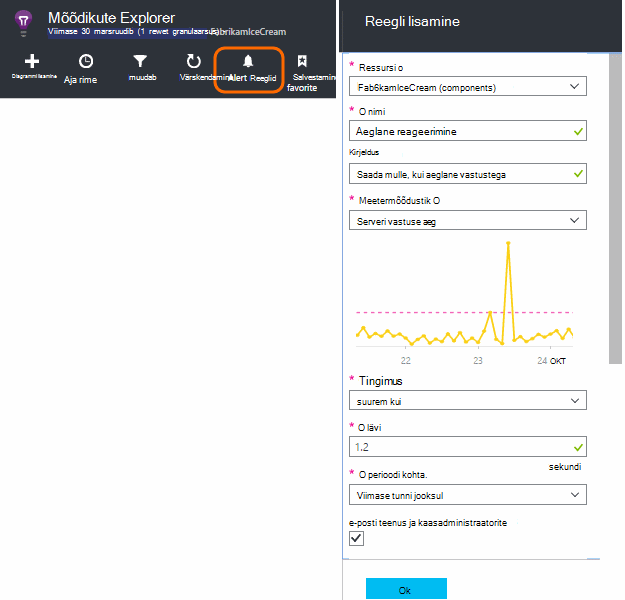 Mõõdikute Explorer
Viimase 30 marsruudib (1 rewet granulaarsus) FabrikamIceCream
Diagrammi lisamine
Aja rime
muudab
Värskendamine
Alert Reeglid
Salvestamine favorite
Reegli lisamine
* Ressursi o
Fab6kamIceCream (components)
* O nimi
Aeglane reageerimine
Kirjeldus
Saada mulle, kui aeglane vastustega
* Meetermõõdustik O
Serveri vastuse aeg
22 23 24 OKT
* Tingimus
suurem kui
* O lävi
1.2
sekundi
* O perioodi kohta.
Viimase tunni jooksul
e-posti teenus ja kaasadministraatorite
Ok